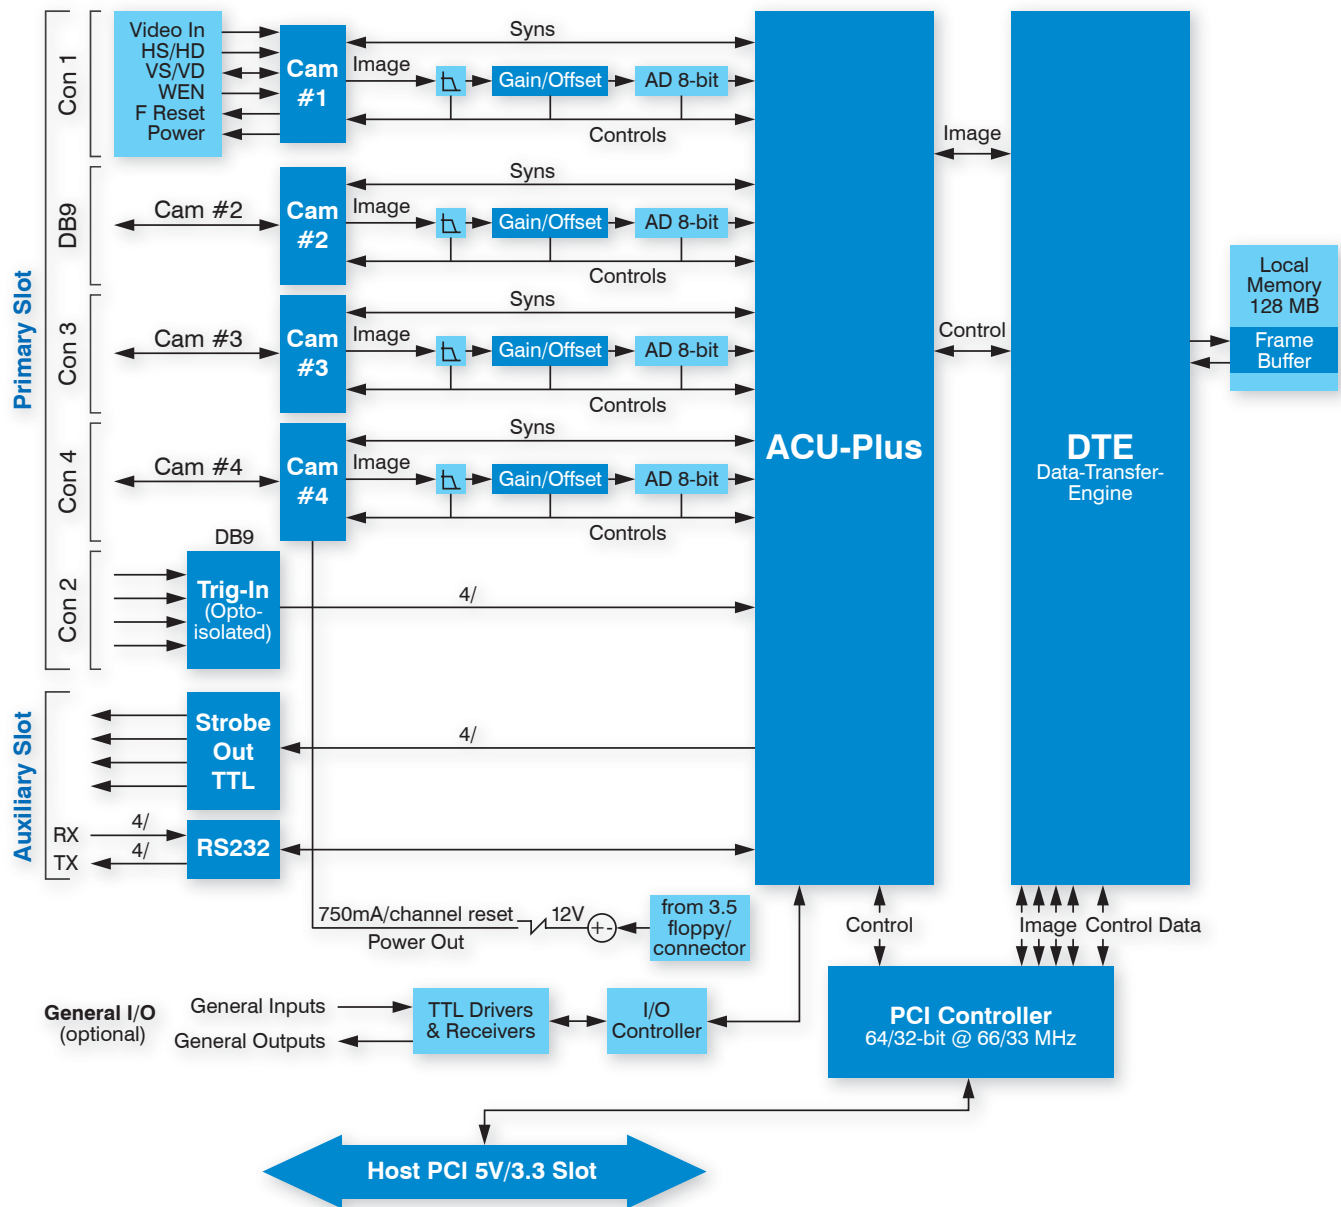 Primary Slot
Con 1
Video In
HS/HD
VS/VD
WEN
F Reset
Power
Cam
#1
Syns
Image
Gain/Offset
AD 8-bit
Controls
DB9
Cam #2
Cam
#2
Syns
Image
Gain/Offset
AD 8-bit
Controls
Con 3
Cam #3
Cam
#3
Syns
Image
Gain/Offset
AD 8-bit
Controls
Con 4
Cam #4
Cam
#4
Syns
Image
Gain/Offset
AD 8-bit
Controls
Con 2
DB9
Trig-In
(Opto-
isolated)
4/
ACU-Plus
Image
Control
DTE
Data-Transfer-
Engine
Local
Memory
128 MB
Frame
Buffer
Auxiliary Slot
Strobe
Out
TTL
4/
RX
4/
TX
4/
RS232
750mA/channel reset
Power Out
12V
+-
from 3.5
floppy/
connector
Control
Image
Control Data
General I/O
(optional)
General Inputs
General Outputs
TTL Drivers
& Receivers
I/O
Controller
PCI Controller
64/32-bit @ 66/33 MHz
Host PCI 5V/3.3 Slot